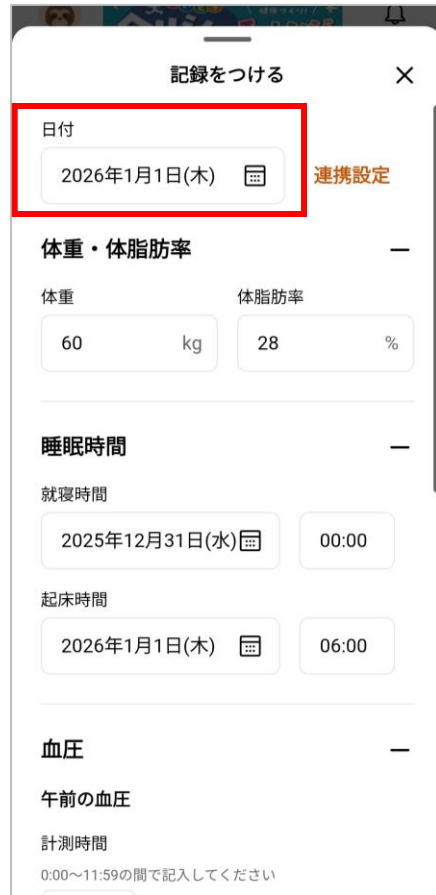 記録をつける
日付
2026年1月1日(木)
連携設定
体重・体脂肪率
体重 体脂肪率
60 kg 28 %
睡眠時間
就寝時間
2025年12月31日(水) 00:00
起床時間
2026年1月1日(木) 06:00
血圧
午前の血圧
計測時間
0:00〜11:59の間で記入してください